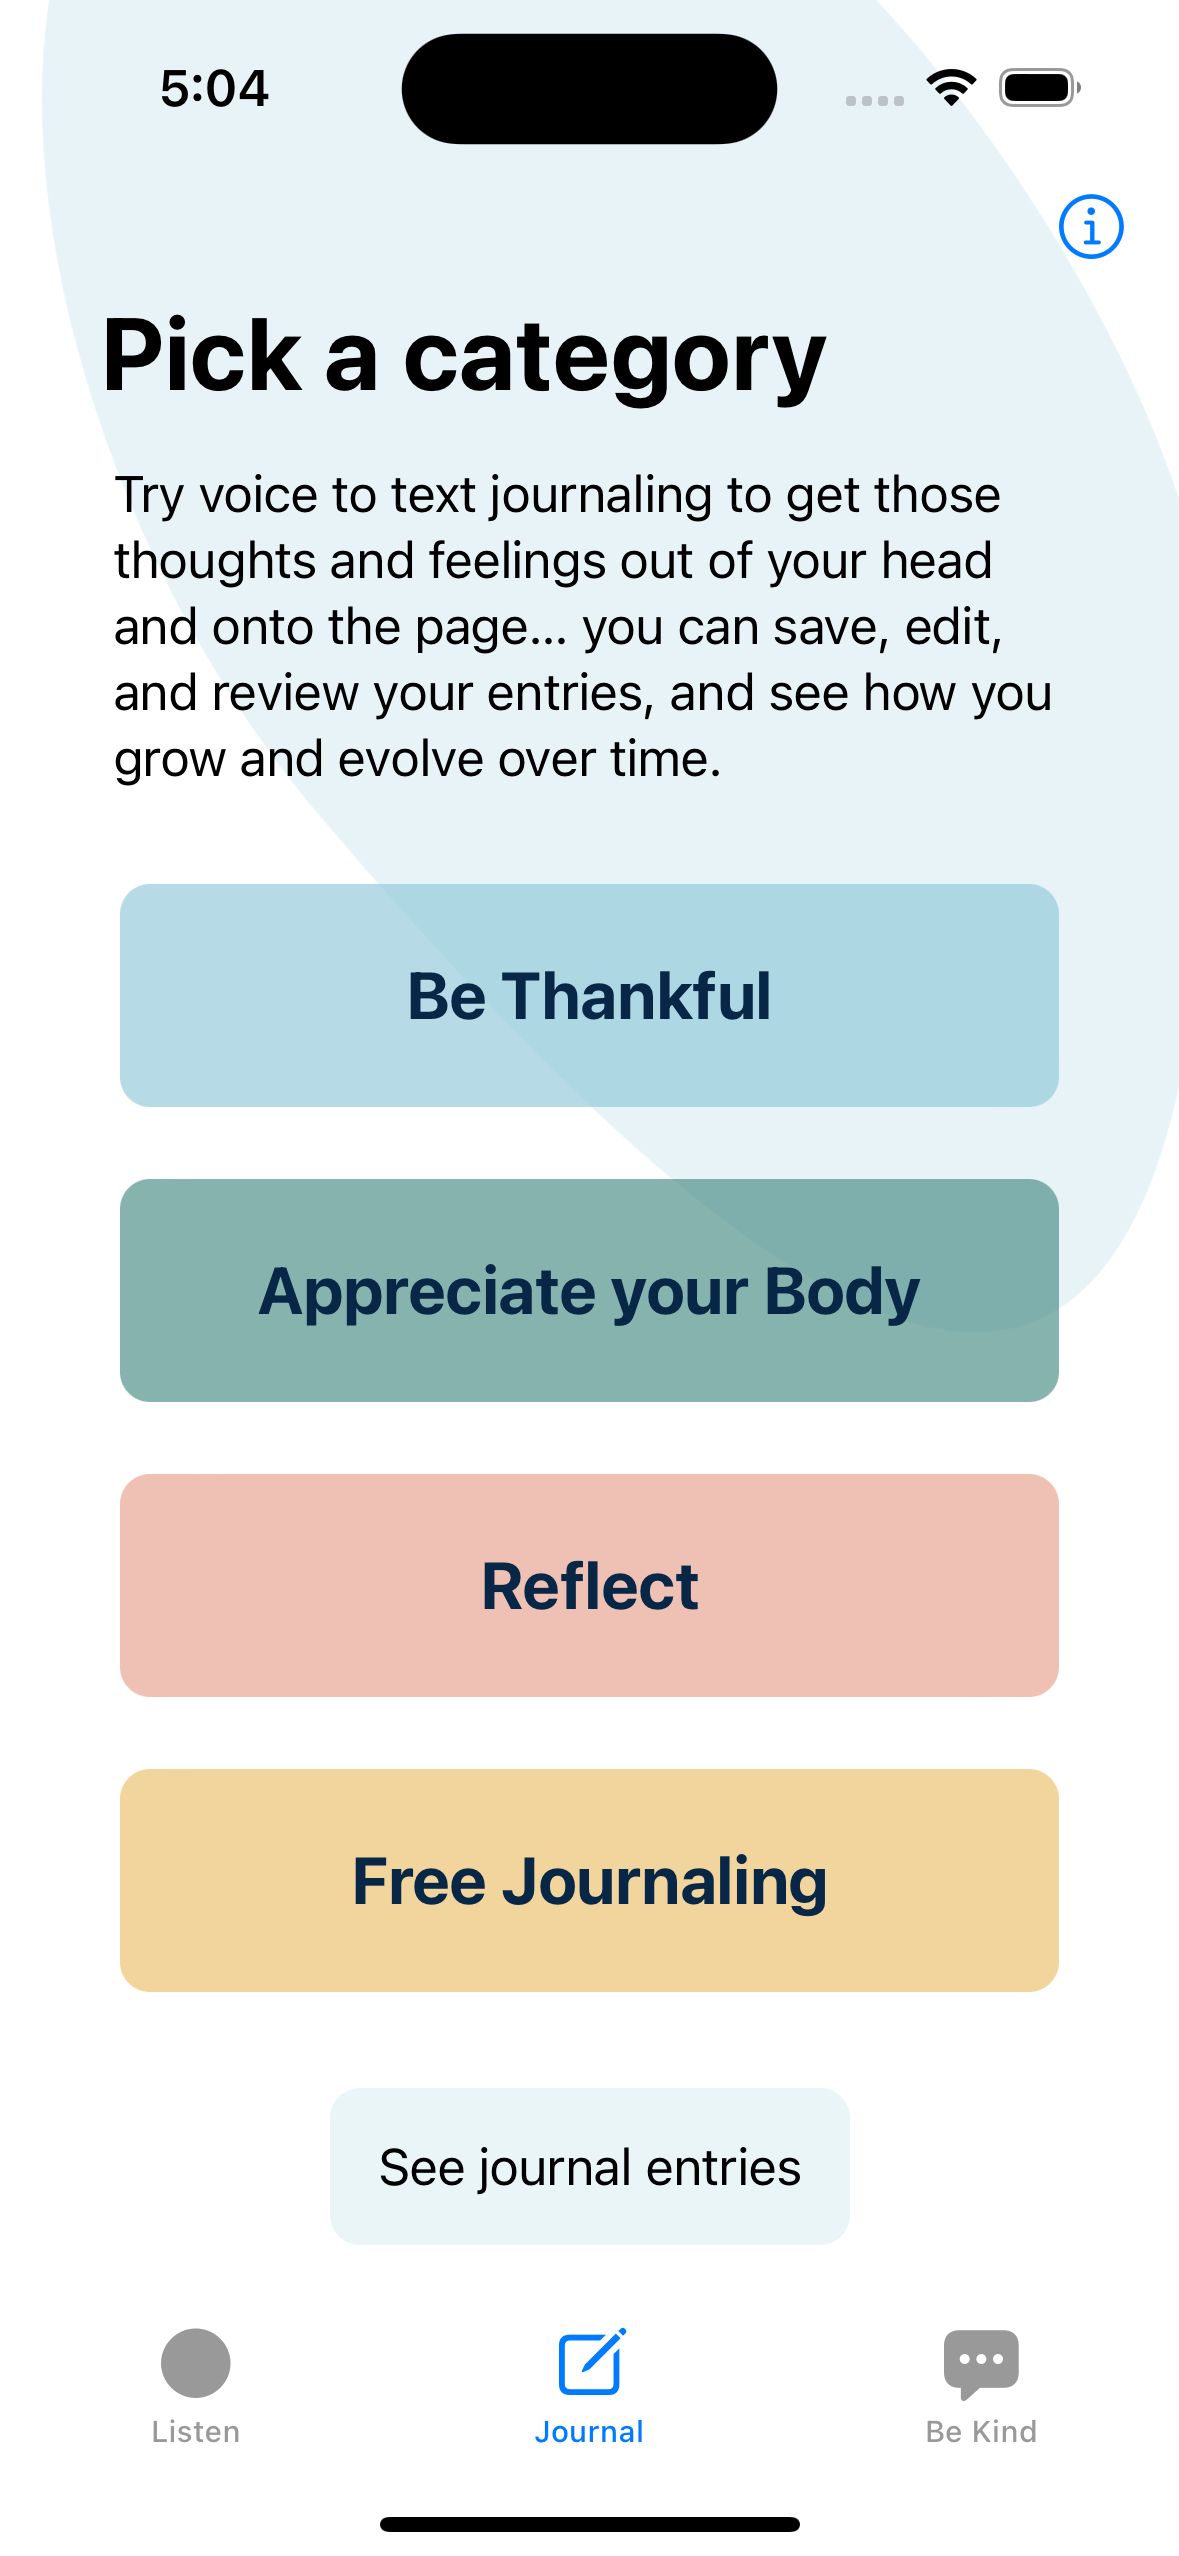 5:04
Pick a category
Try voice to text journaling to get those
thoughts and feelings out of your head
and onto the page... you can save, edit,
and review your entries, and see how you
grow and evolve over time.
Be Thankful
Appreciate your Body
Reflect
Free Journaling
See journal entries
Listen
Journal
Be Kind